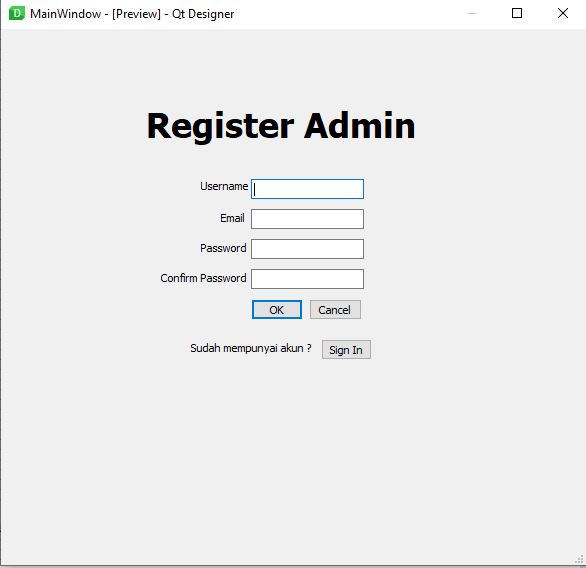 MainWindow - [Preview] - Qt Designer
Register Admin
Username
Email
Password
Confirm Password
OK Cancel
Sudah mempunyai akun ? Sign In